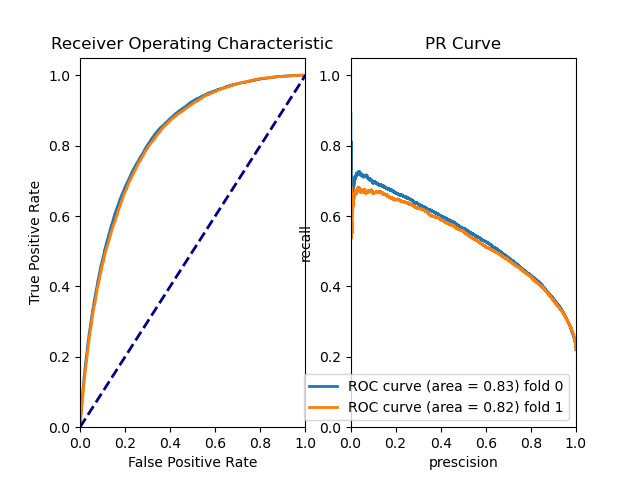 Receiver Operating Characteristic
1.0
0.8
0.6
0.4
0.2
0.0
True Positive Rate
0.0 0.2 0.4 0.6 0.8 1.0
False Positive Rate
PR Curve
1.0
0.8
0.6
0.4
0.2
0.0
recall
ROC curve (area = 0.83) fold 0
ROC curve (area = 0.82) fold 1
0.0 0.2 0.4 0.6 0.8 1.0
prescision